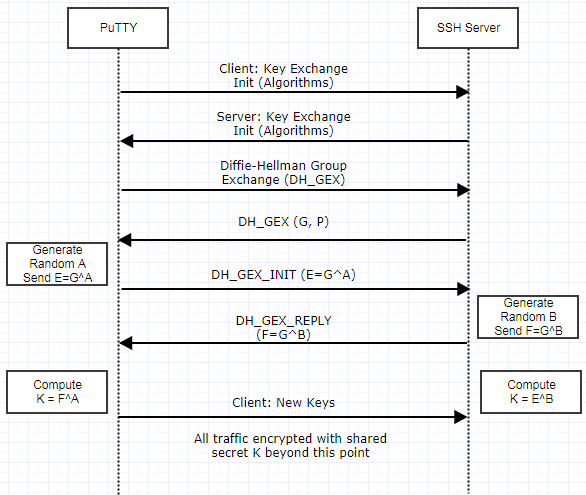 PuTTY
SSH Server
Client: Key Exchange
Init (Algorithms)
Server: Key Exchange
Init (Algorithms)
Diffie-Hellman Group
Exchange (DH_GEX)
DH_GEX (G, P)
Generate
Random A
Send E=G^A
DH_GEX_INIT (E=G^A)
Generate
Random B
Send F=G^B
DH_GEX_REPLY
(F=G^B)
Compute
K = F^A
Compute
K = E^B
Client: New Keys
All traffic encrypted with shared
secret K beyond this point